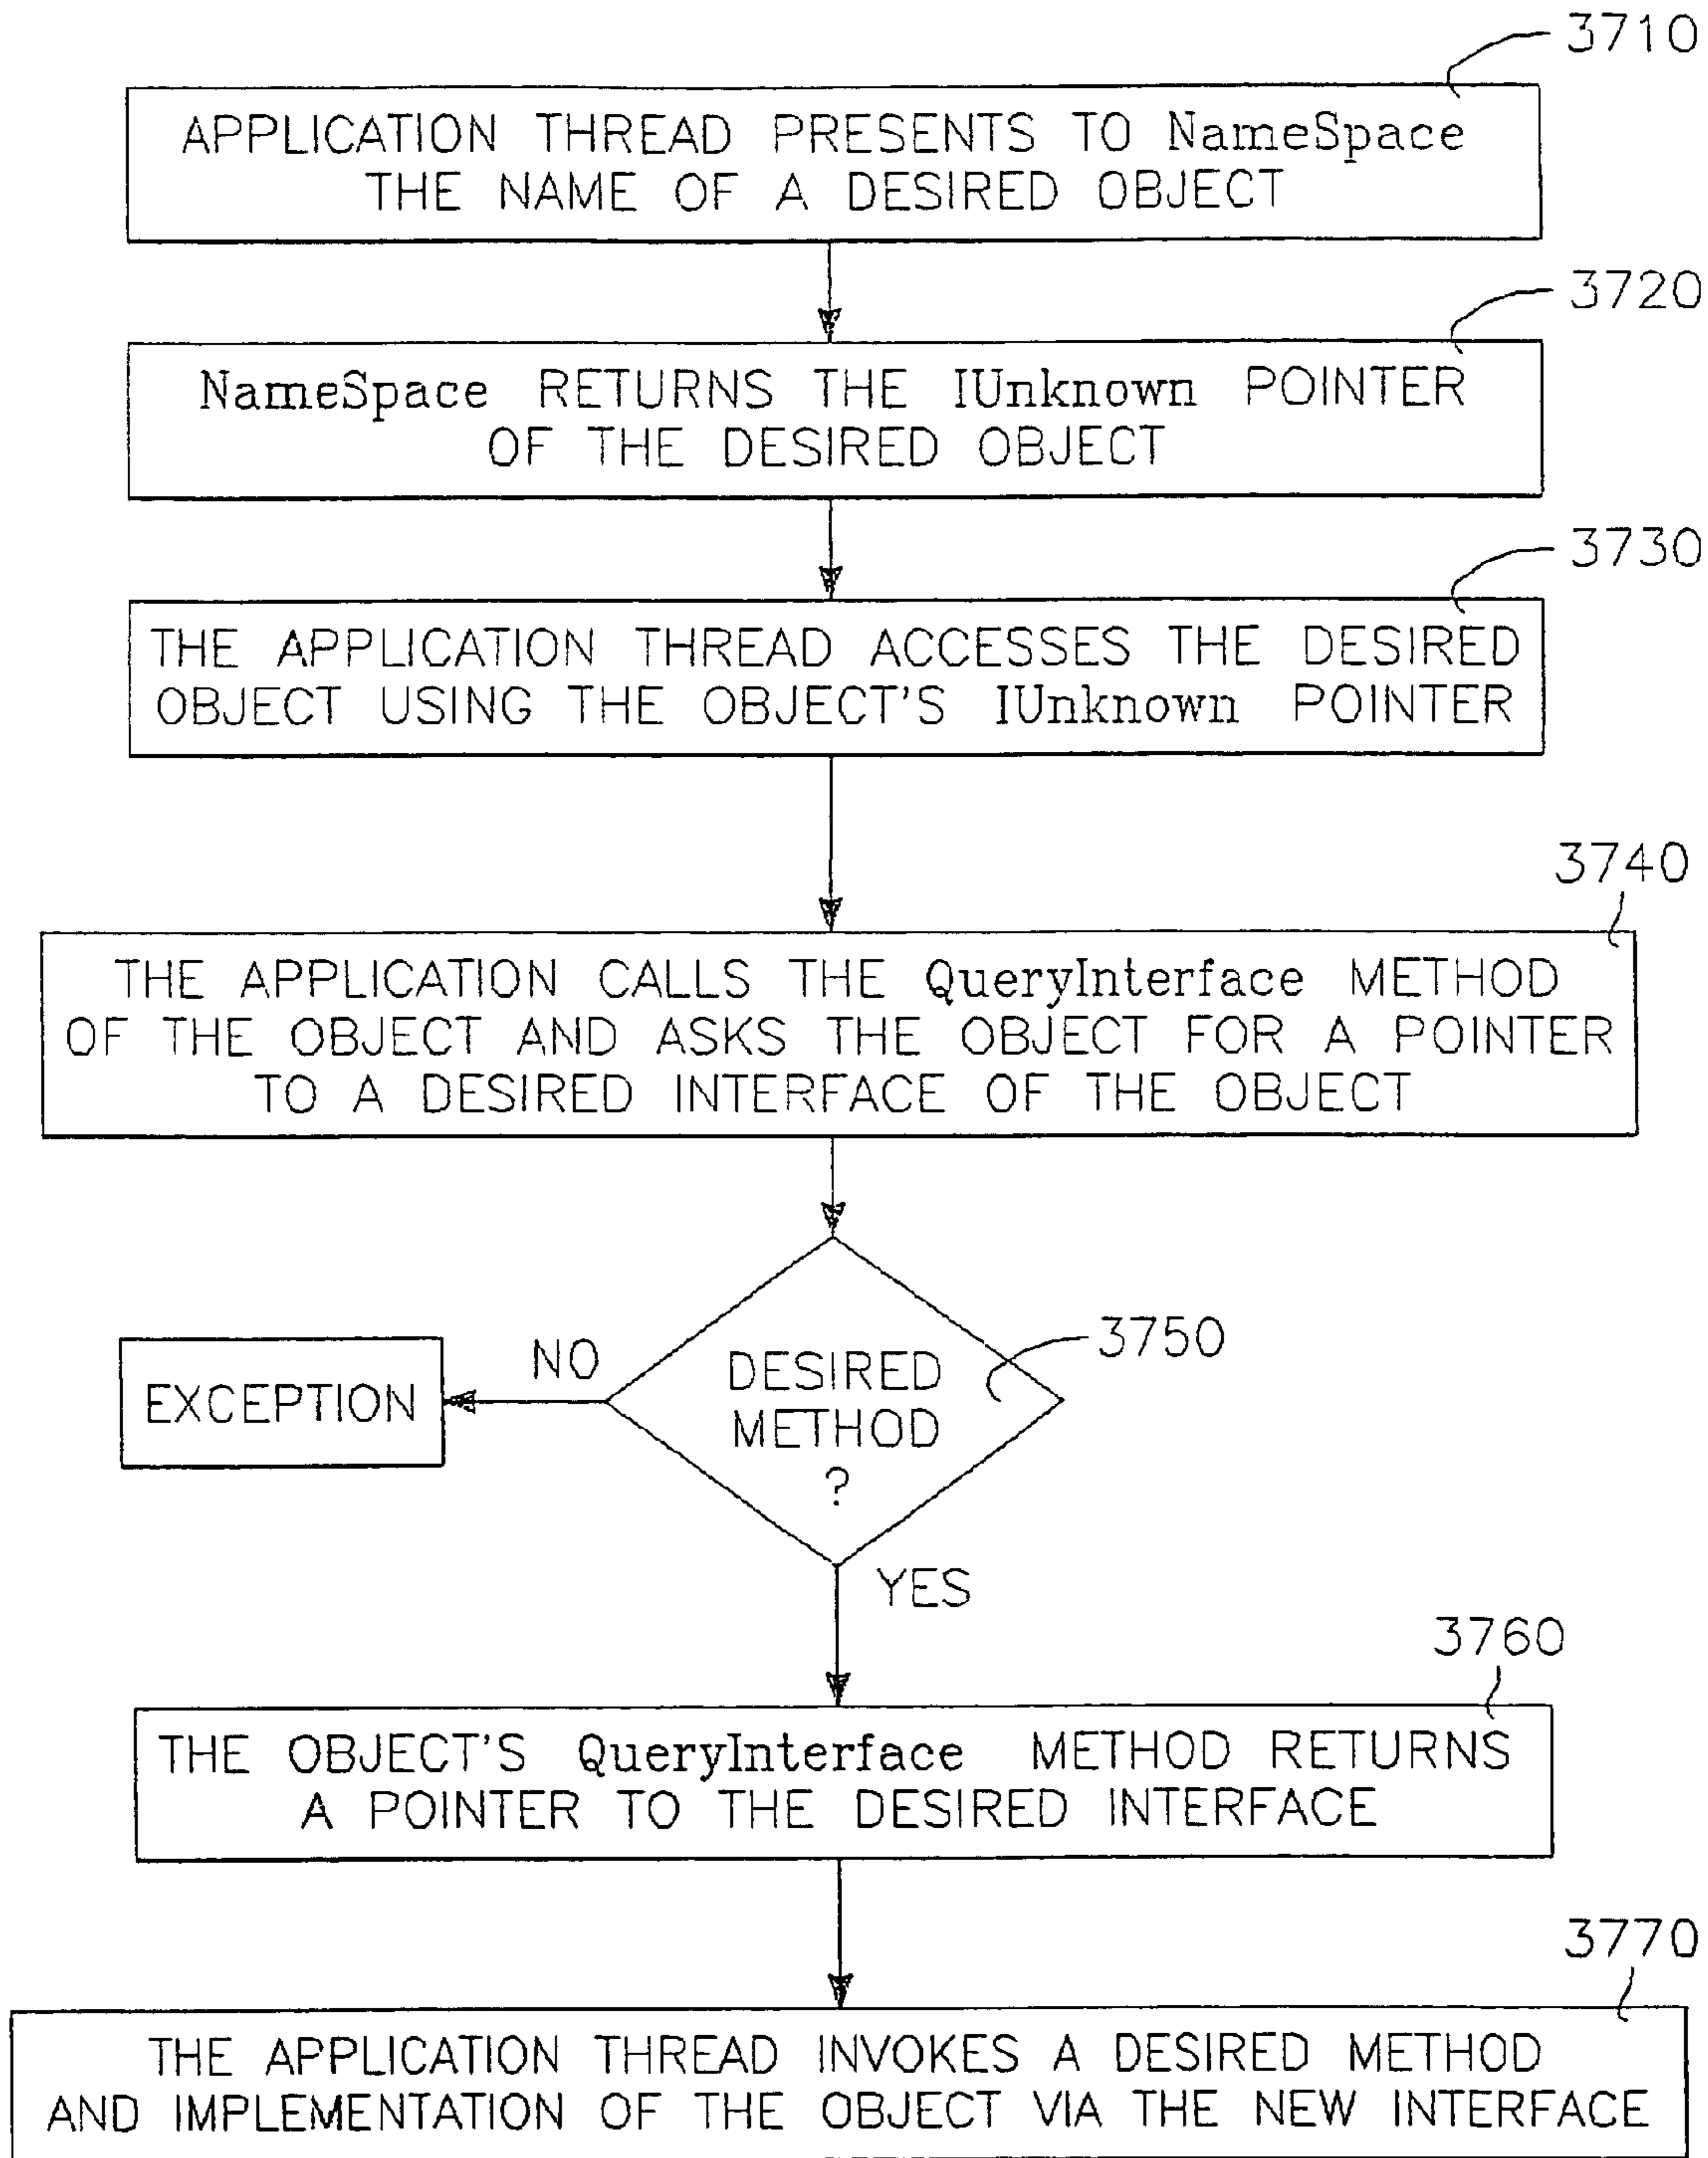 3710
APPLICATION THREAD PRESENTS TO NameSpace
THE NAME OF A DESIRED OBJECT
3720
NameSpace RETURNS THE IUnknown POINTER
OF THE DESIRED OBJECT
3730
THE APPLICATION THREAD ACCESSES THE DESIRED
OBJECT USING THE OBJECT'S IUnknown POINTER
3740
THE APPLICATION CALLS THE QueryInterface METHOD
OF THE OBJECT AND ASKS THE OBJECT FOR A POINTER
TO A DESIRED INTERFACE OF THE OBJECT
3750
DESIRED
METHOD
?
NO
EXCEPTION
YES
3760
THE OBJECT'S QueryInterface METHOD RETURNS
A POINTER TO THE DESIRED INTERFACE
3770
THE APPLICATION THREAD INVOKES A DESIRED METHOD
AND IMPLEMENTATION OF THE OBJECT VIA THE NEW INTERFACE